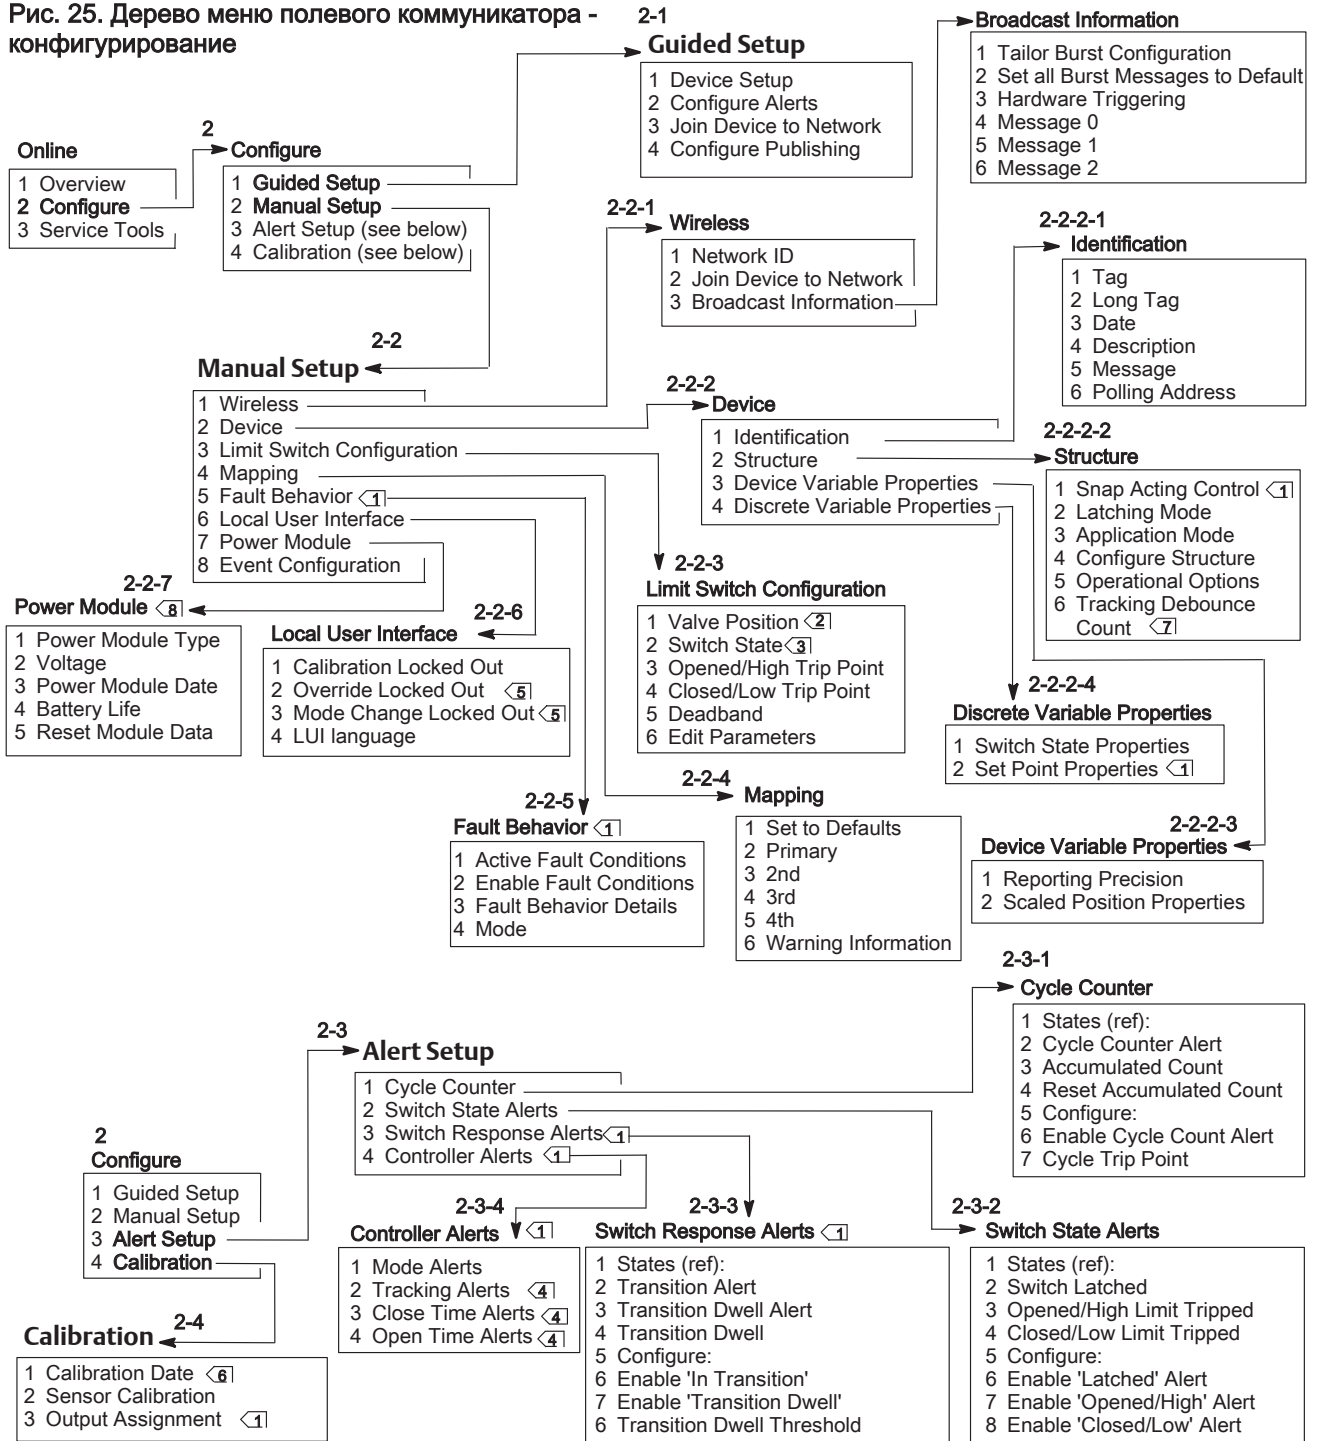 Рис. 25. Дерево меню полевого коммуникатора -
конфигурирование
Online
1 Overview
2 Configure
3 Service Tools
2
Configure
1 Guided Setup
2 Manual Setup
3 Alert Setup (see below)
4 Calibration (see below)
2-1
Guided Setup
1 Device Setup
2 Configure Alerts
3 Join Device to Network
4 Configure Publishing
Broadcast Information
1 Tailor Burst Configuration
2 Set all Burst Messages to Default
3 Hardware Triggering
4 Message 0
5 Message 1
6 Message 2
2-2-1
Wireless
1 Network ID
2 Join Device to Network
3 Broadcast Information
2-2-2-1
Identification
1 Tag
2 Long Tag
3 Date
4 Description
5 Message
6 Polling Address
2-2
Manual Setup
1 Wireless
2 Device
3 Limit Switch Configuration
4 Mapping
5 Fault Behavior 1
6 Local User Interface
7 Power Module
8 Event Configuration
2-2-2
Device
1 Identification
2 Structure
3 Device Variable Properties
4 Discrete Variable Properties
2-2-2-2
Structure
1 Snap Acting Control 1
2 Latching Mode
3 Application Mode
4 Configure Structure
5 Operational Options
6 Tracking Debounce
Count 7
2-2-7
Power Module 8
1 Power Module Type
2 Voltage
3 Power Module Date
4 Battery Life
5 Reset Module Data
2-2-6
Local User Interface
1 Calibration Locked Out
2 Override Locked Out 5
3 Mode Change Locked Out 5
4 LUI language
2-2-3
Limit Switch Configuration
1 Valve Position 2
2 Switch State 3
3 Opened/High Trip Point
4 Closed/Low Trip Point
5 Deadband
6 Edit Parameters
2-2-2-4
Discrete Variable Properties
1 Switch State Properties
2 Set Point Properties 1
2-2-5
Fault Behavior 1
1 Active Fault Conditions
2 Enable Fault Conditions
3 Fault Behavior Details
4 Mode
2-2-4
Mapping
1 Set to Defaults
2 Primary
3 2nd
4 3rd
5 4th
6 Warning Information
2-2-2-3
Device Variable Properties
1 Reporting Precision
2 Scaled Position Properties
2-3-1
Cycle Counter
1 States (ref):
2 Cycle Counter Alert
3 Accumulated Count
4 Reset Accumulated Count
5 Configure:
6 Enable Cycle Count Alert
7 Cycle Trip Point
2-3
Alert Setup
1 Cycle Counter
2 Switch State Alerts
3 Switch Response Alerts 1
4 Controller Alerts 1
2
Configure
1 Guided Setup
2 Manual Setup
3 Alert Setup
4 Calibration
2-4
Calibration
1 Calibration Date 6
2 Sensor Calibration
3 Output Assignment 1
2-3-4
Controller Alerts 1
1 Mode Alerts
2 Tracking Alerts 4
3 Close Time Alerts 4
4 Open Time Alerts 4
2-3-3
Switch Response Alerts 1
1 States (ref):
2 Transition Alert
3 Transition Dwell Alert
4 Transition Dwell
5 Configure:
6 Enable 'In Transition'
7 Enable 'Transition Dwell'
6 Transition Dwell Threshold
2-3-2
Switch State Alerts
1 States (ref):
2 Switch Latched
3 Opened/High Limit Tripped
4 Closed/Low Limit Tripped
5 Configure:
6 Enable 'Latched' Alert
7 Enable 'Opened/High' Alert
8 Enable 'Closed/Low' Alert